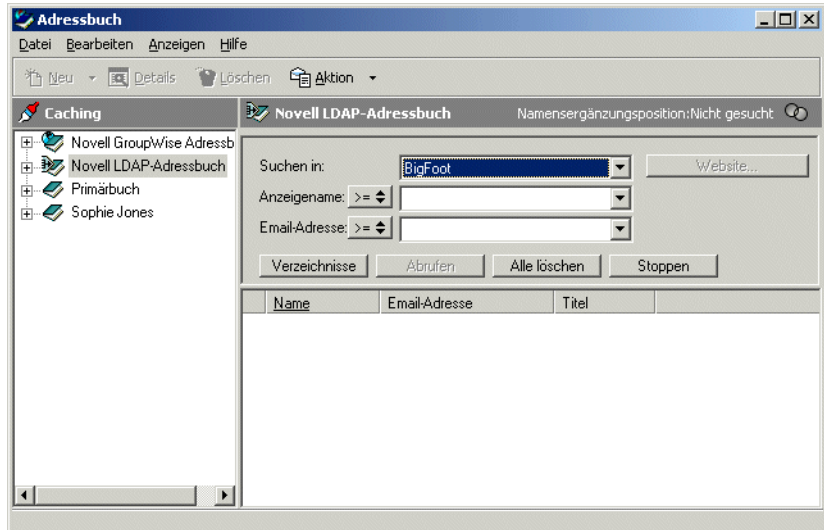 Adressbuch
Datei Bearbeiten Anzeigen Hilfe
Neu Details Löschen Aktion
Caching
Novell GroupWise Adressb
Novell LDAP-Adressbuch
Primärbuch
Sophie Jones
Novell LDAP-Adressbuch Namensergänzungsposition:Nicht gesucht
Suchen in: BigFoot Website...
Anzeigename: >=
Email-Adresse: >=
Verzeichnisse Abrufen Alle löschen Stoppen
Name Email-Adresse Titel